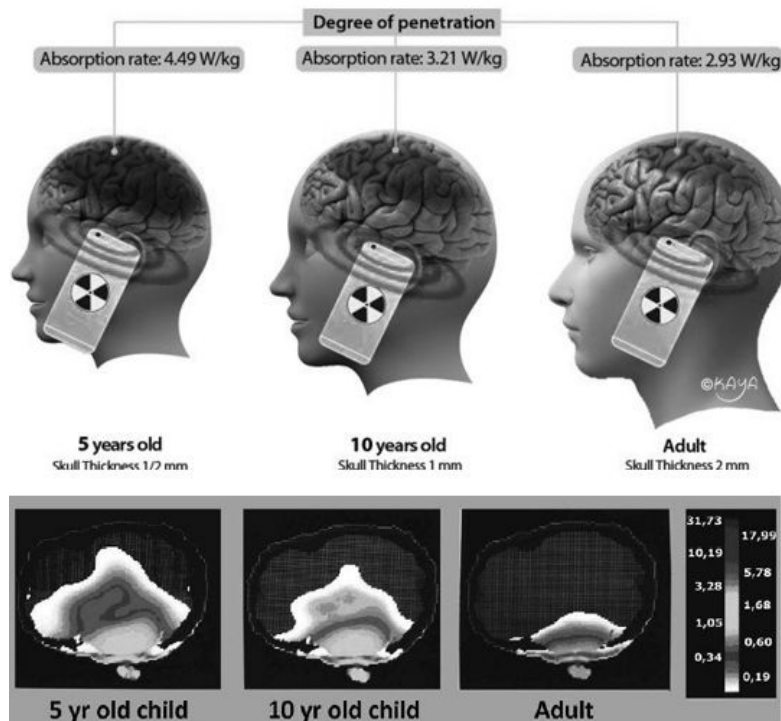 Degree of penetration
Absorption rate: 4.49 W/kg
Absorption rate: 3.21 W/kg
Absorption rate: 2.93 W/kg
©KAYA
5 years old
Skull Thickness 1/2 mm
10 years old
Skull Thickness 1 mm
Adult
Skull Thickness 2 mm
31,73
17,99
10,19
5,78
3,28
1,68
1,05
0,60
0,34
0,19
5 yr old child
10 yr old child
Adult